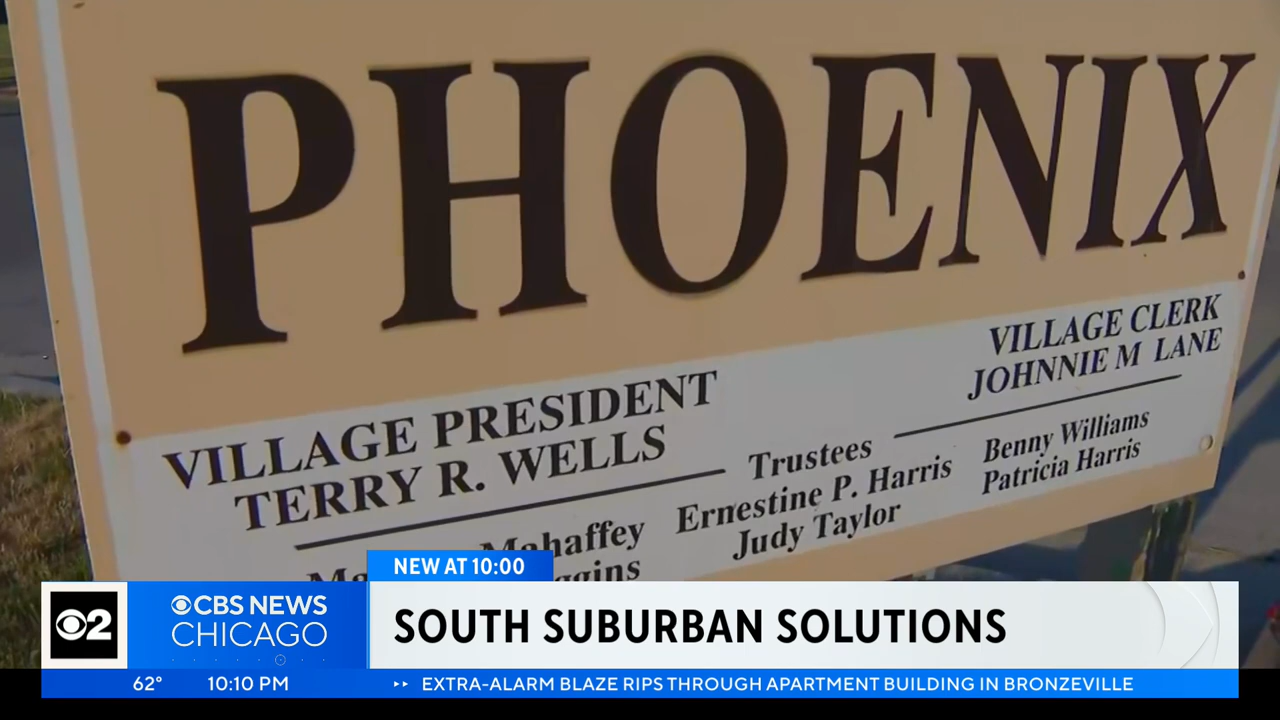 PHOENIX
VILLAGE PRESIDENT
TERRY R. WELLS
VILLAGE CLERK
JOHNNIE M LANE
Trustees
Mahaffey
Ernestine P. Harris
Judy Taylor
Benny Williams
Patricia Harris
NEW AT 10:00
2
CBS NEWS
CHICAGO
SOUTH SUBURBAN SOLUTIONS
62° 10:10 PM EXTRA-ALARM BLAZE RIPS THROUGH APARTMENT BUILDING IN BRONZEVILLE